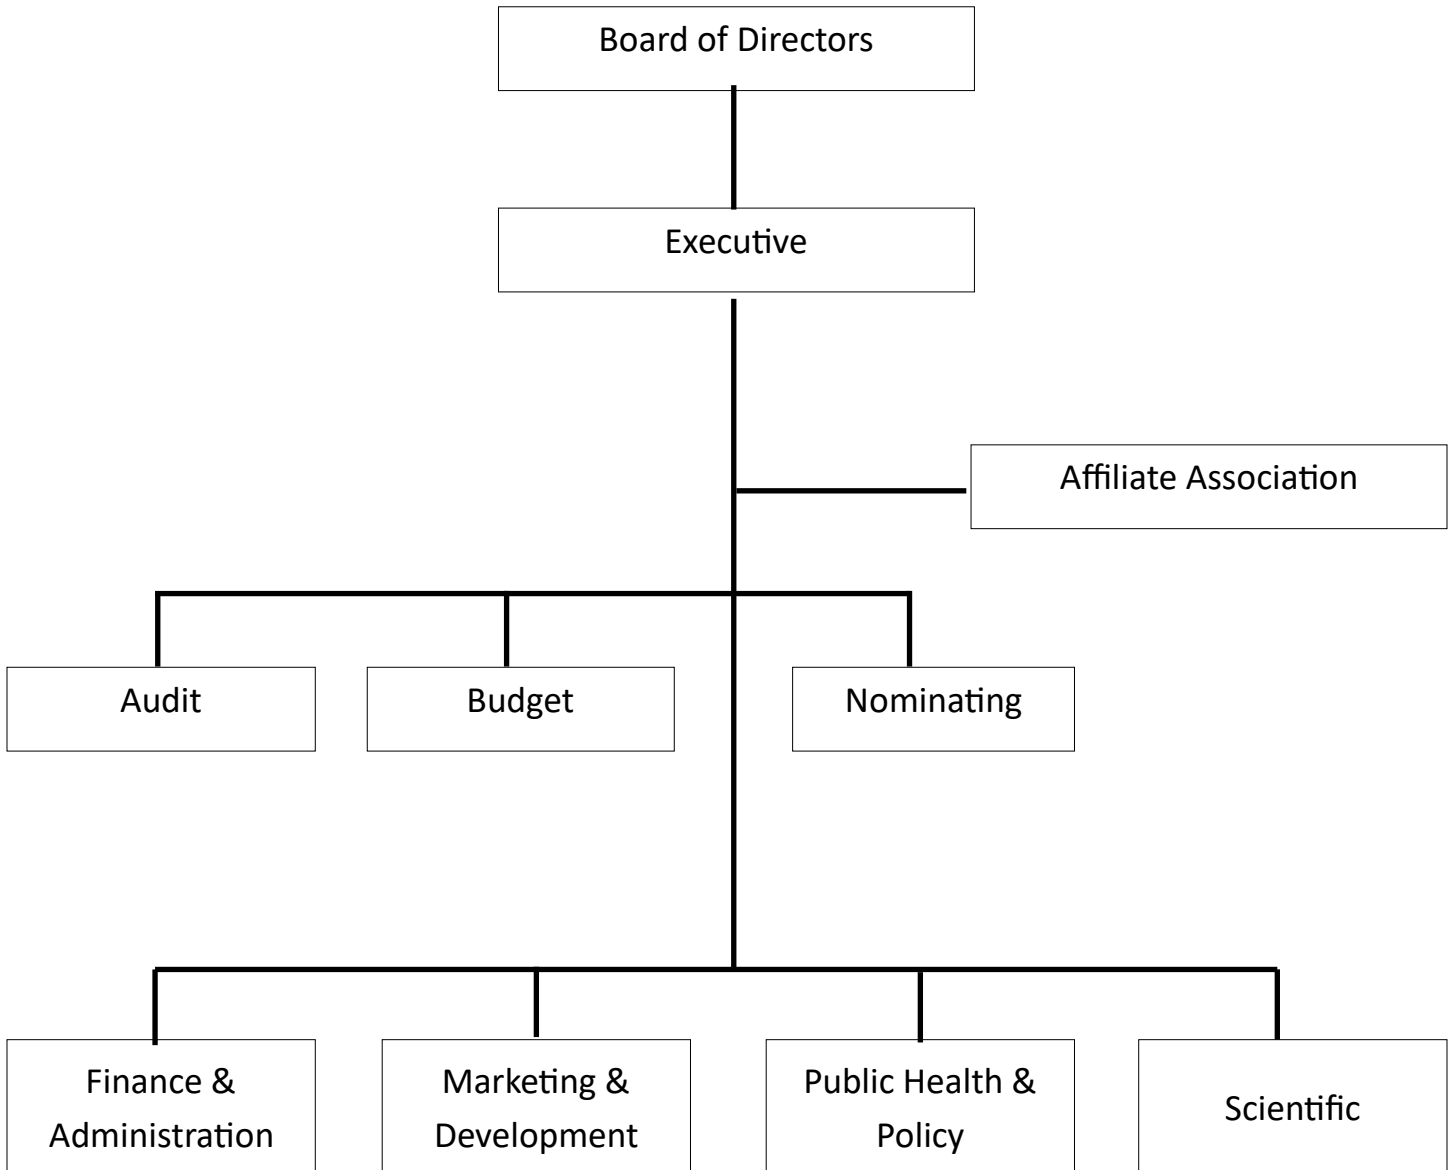 Board of Directors
Executive
Affiliate Association
Audit
Budget
Nominating
Finance &
Administration
Marketing &
Development
Public Health &
Policy
Scientific